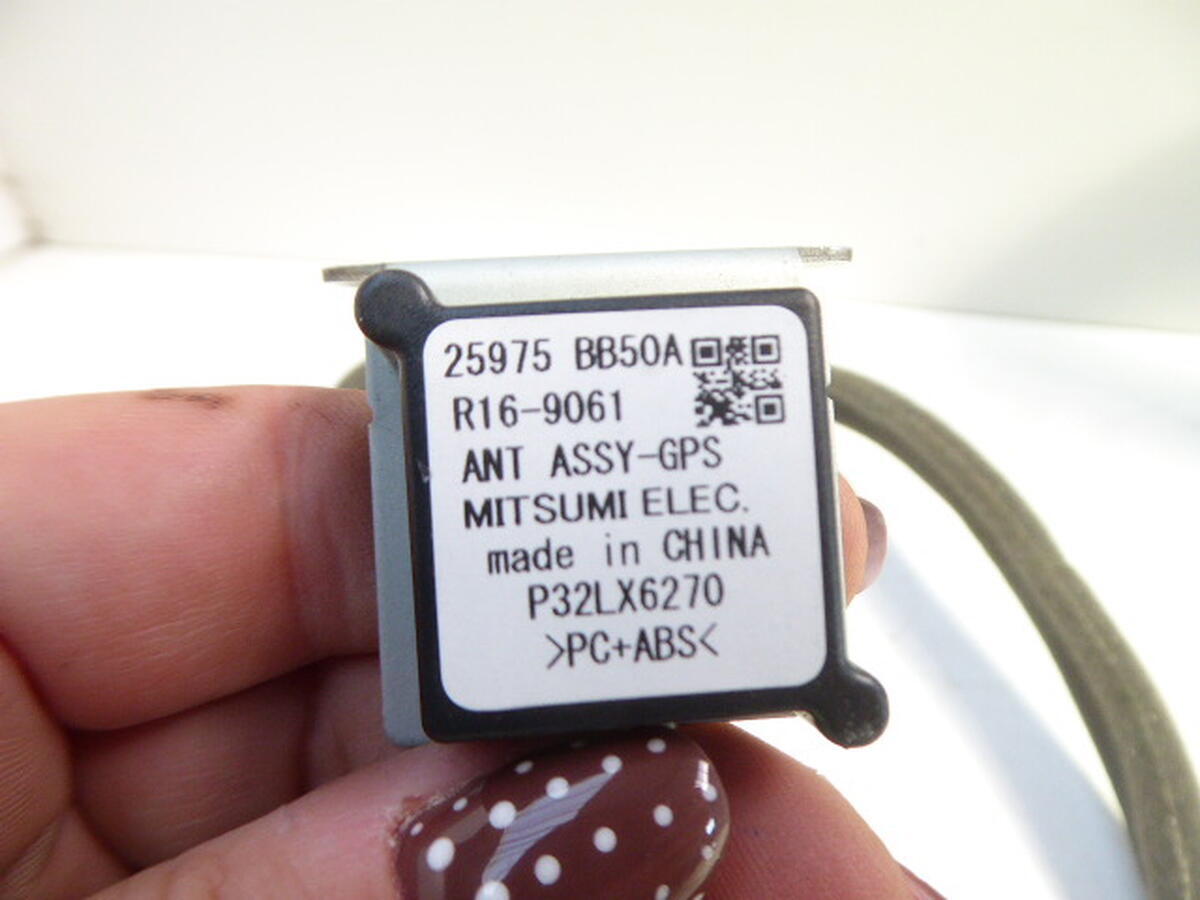 25975 BB50A
R16-9061
ANT ASSY-GPS
MITSUMI ELEC.
made in CHINA
P32LX6270
>PC+ABS<